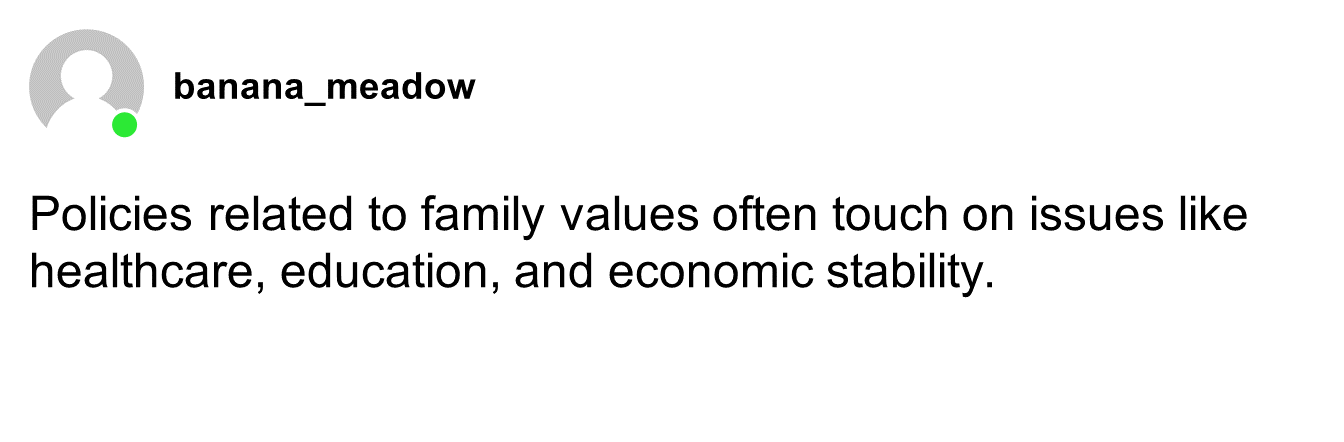 banana_meadow
Policies related to family values often touch on issues like
healthcare, education, and economic stability.